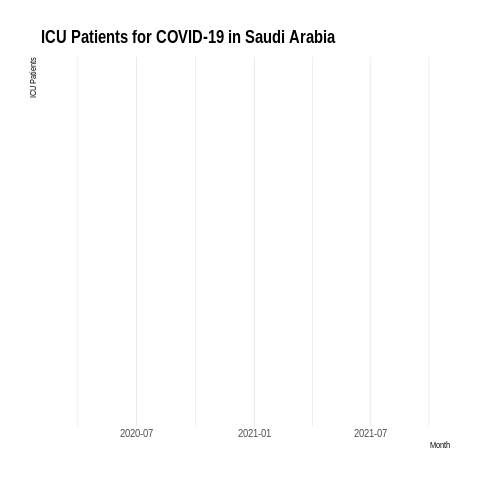 ICU Patients for COVID-19 in Saudi Arabia
ICU Patients
2020-07
2021-01
2021-07
Month